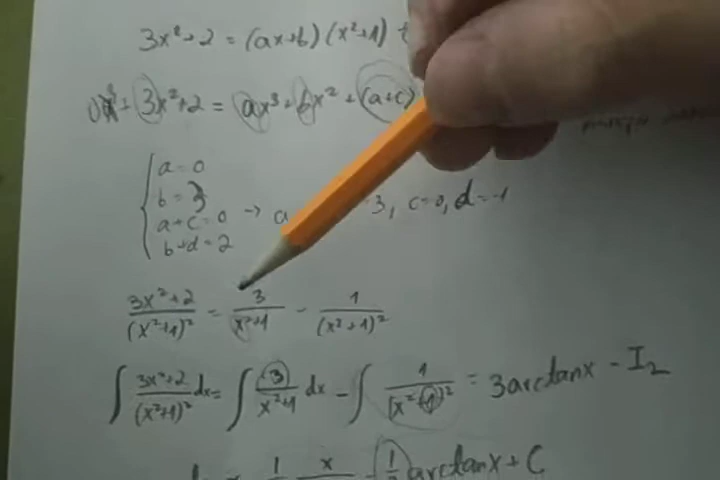 3x²+2 = (ax+b)(x²+1)
0x³+3x²+2 = ax³+bx²+(a+c)
a=0
b=3
a+c=0 → a 3, c=0, d=-1
b+d=2
3x²+2/(x²+1)² = 3/x²+1 - 1/(x²+1)²
∫ 3x²+2/(x²+1)² dx = ∫ (3)/x²+1 dx - ∫ 1/(x²+1)² = 3arctanx - I₂
1 x 1 arctanx + C